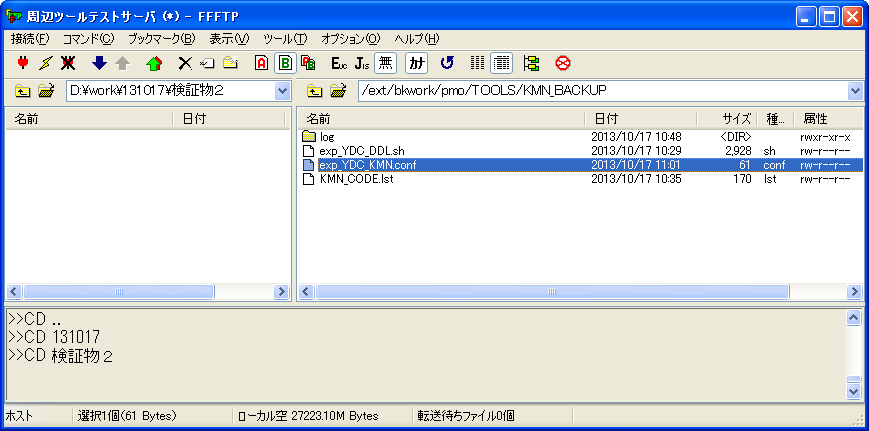 周辺ツールテストサーバ (*) - FFFTP
接続(F) コマンド(C) ブックマーク(B) 表示(V) ツール(T) オプション(O) ヘルプ(H)
A B B EUC JIS 無 カナ
D:¥work¥131017¥検証物2 /ext/bkwork/pmo/TOOLS/KMN_BACKUP
名前 日付 名前 日付 サイズ 種... 属性
log 2013/10/17 10:48 <DIR> rwxr-xr-x
exp_YDC_DDL.sh 2013/10/17 10:29 2,928 sh rw-r--r--
exp_YDC_KMN.conf 2013/10/17 11:01 61 conf rw-r--r--
KMN_CODE.lst 2013/10/17 10:35 170 lst rw-r--r--
>>CD ..
>>CD 131017
>>CD 検証物２
ホスト 選択1個(61 Bytes) ローカル空 27223.10M Bytes 転送待ちファイル0個